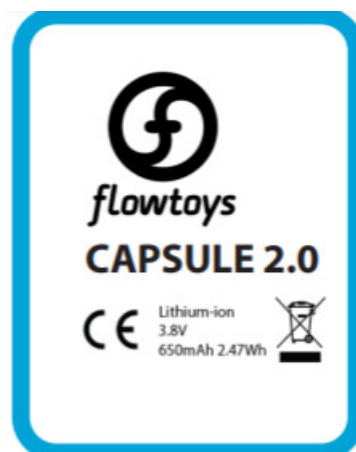 flowtoys
CAPSULE 2.0
CE
Lithium-ion
3.8V
650mAh 2.47Wh